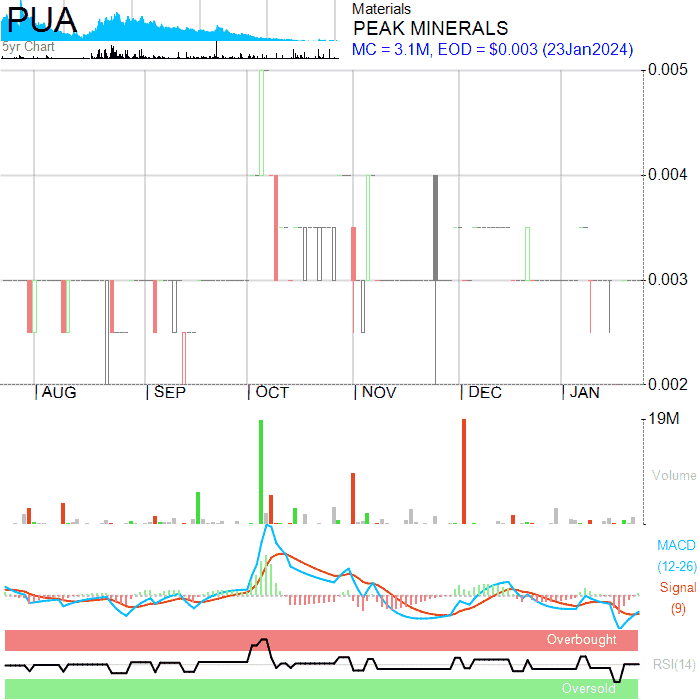 PUA
5yr Chart
Materials
PEAK MINERALS
MC = 3.1M, EOD = $0.003 (23Jan2024)
0.005
0.004
0.003
0.002
AUG
SEP
OCT
NOV
DEC
JAN
19M
Volume
MACD
(12-26)
Signal
(9)
Overbought
RSI(14)
Oversold